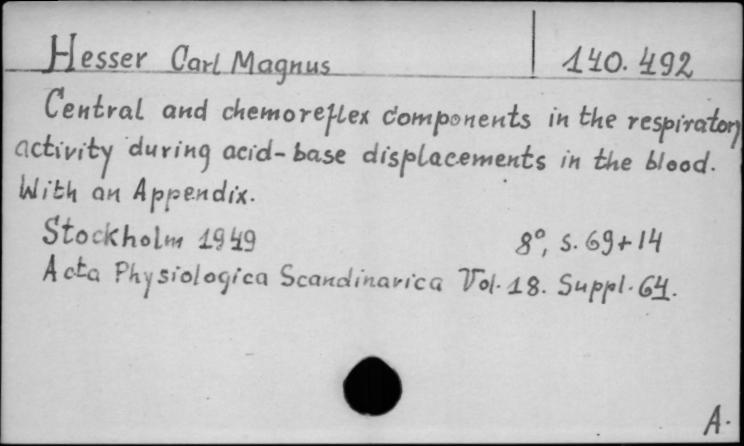 Hesser Carl Magnus 140.492
Central and chemoreflex components in the respiratory
activity during acid-base displacements in the blood.
With an Appendix.
Stockholm 1949 8°, s. 69+14
Acta Physiologica Scandinavica Vol. 18. Suppl. 64.
A.